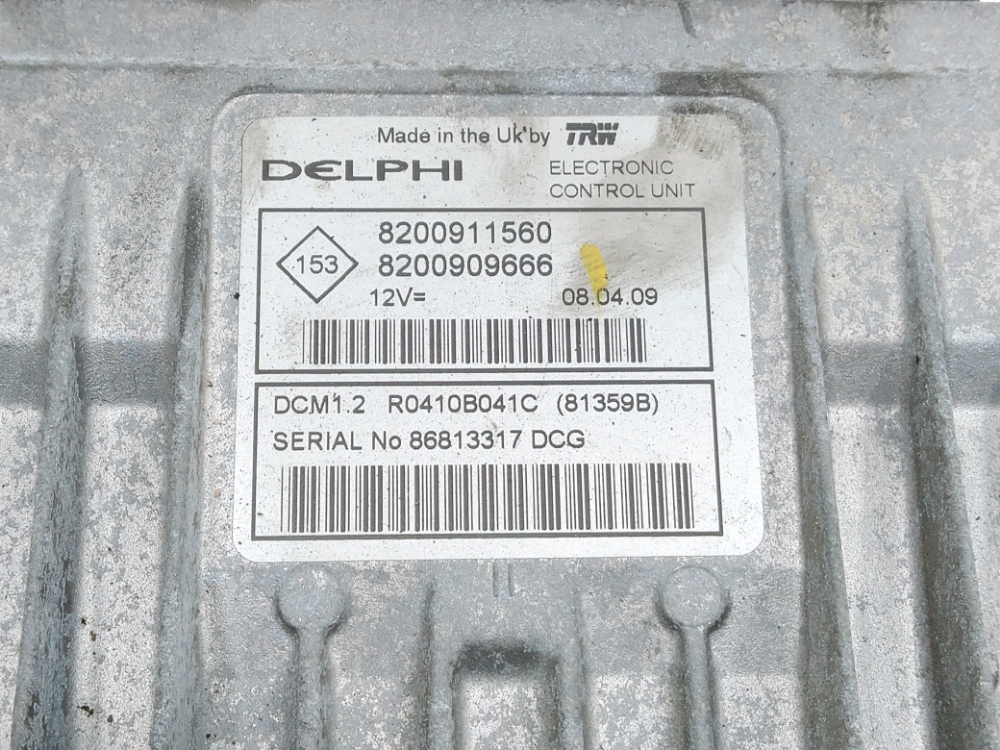 Made in the Uk by TRW
DELPHI ELECTRONIC
CONTROL UNIT
8200911560
.153 8200909666
12V= 08.04.09
DCM1.2 R0410B041C (81359B)
SERIAL No 86813317 DCG